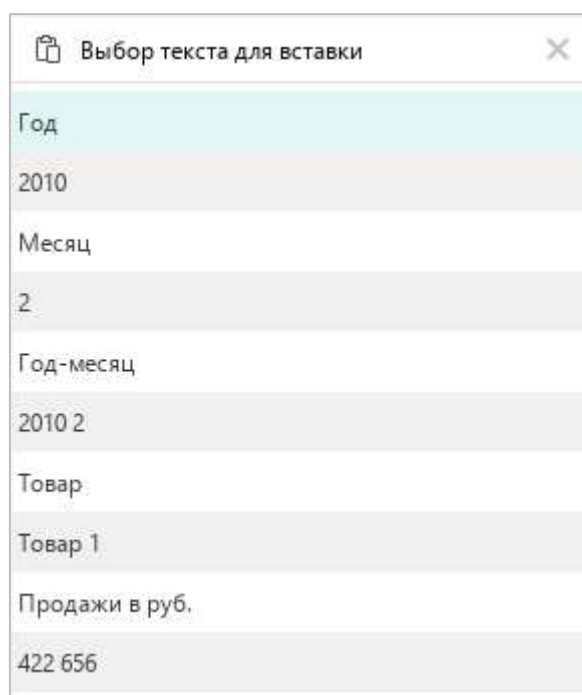 Выбор текста для вставки
Год
2010
Месяц
2
Год-месяц
2010 2
Товар
Товар 1
Продажи в руб.
422 656